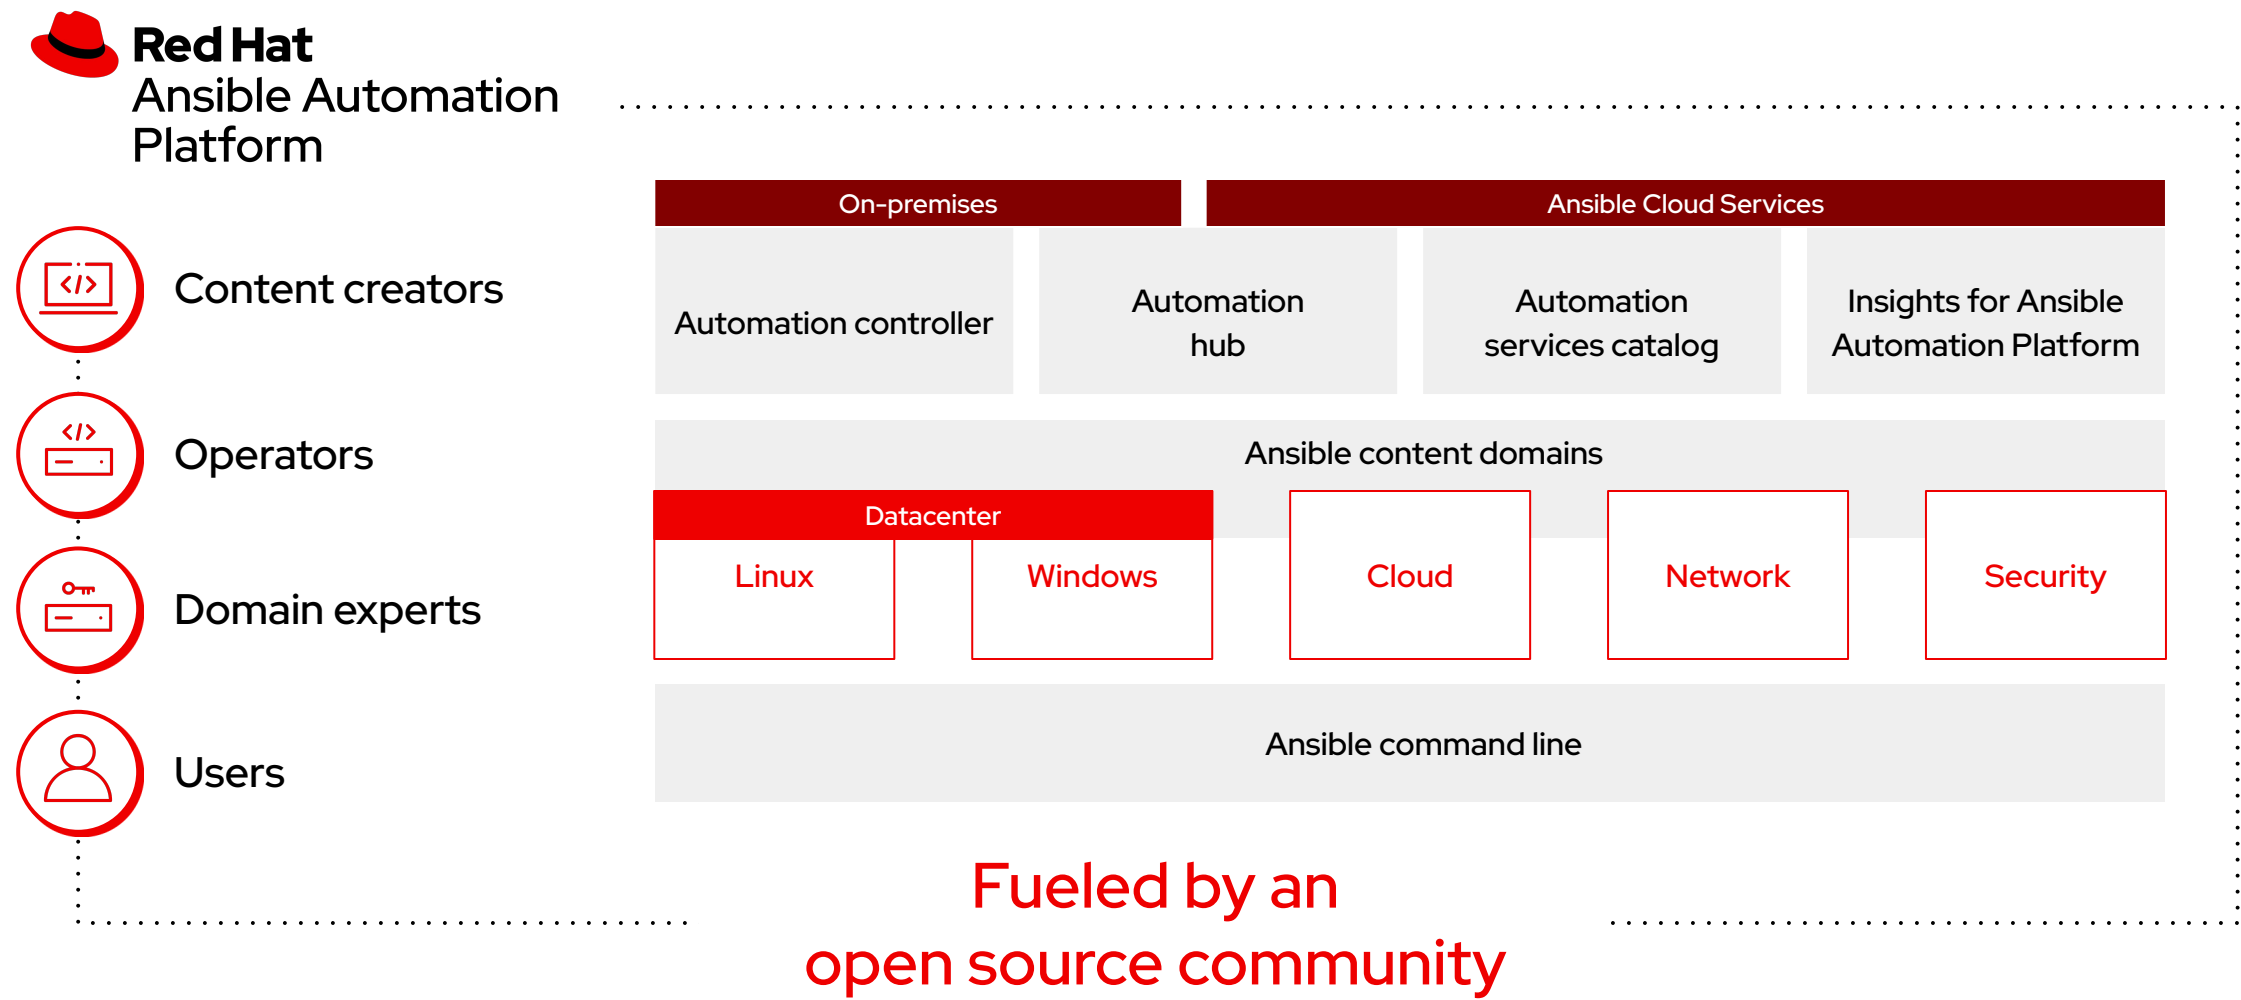 Red Hat
Ansible Automation
Platform
Content creators
Operators
Domain experts
Users
On-premises
Ansible Cloud Services
Automation controller
Automation
hub
Automation
services catalog
Insights for Ansible
Automation Platform
Ansible content domains
Datacenter
Linux
Windows
Cloud
Network
Security
Ansible command line
Fueled by an
open source community